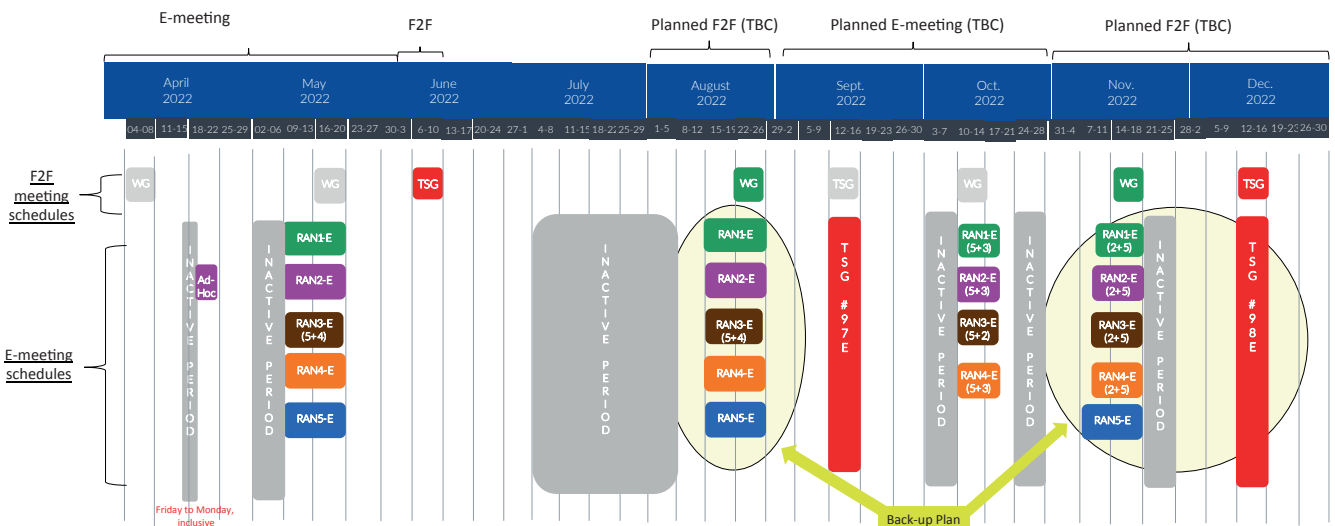 E-meeting
F2F
Planned F2F (TBC)
Planned E-meeting (TBC)
Planned F2F (TBC)
April
2022
May
2022
June
2022
July
2022
August
2022
Sept.
2022
Oct.
2022
Nov.
2022
Dec.
2022
04-08 11-15 18-22 25-29 02-06 09-13 16-20 23-27 30-3 6-10 13-17 20-24 27-1 4-8 11-15 18-22 25-29 1-5 8-12 15-19 22-26 29-2 5-9 12-16 19-23 26-30 3-7 10-14 17-21 24-28 31-4 7-11 14-18 21-25 28-2 5-9 12-16 19-23 26-30
F2F
meeting
schedules
WG
WG
TSG
WG
TSG
WG
WG
TSG
E-meeting
schedules
INACTIVE PERIOD
Ad-
Hoc
INACTIVE PERIOD
RAN1-E
RAN2-E
RAN3-E
(5+4)
RAN4-E
RAN5-E
INACTIVE PERIOD
RAN1-E
RAN2-E
RAN3-E
(5+4)
RAN4-E
RAN5-E
TSG #97E
INACTIVE PERIOD
RAN1-E
(5+3)
RAN2-E
(5+3)
RAN3-E
(5+2)
RAN4-E
(5+3)
INACTIVE PERIOD
RAN1-E
(2+5)
RAN2-E
(2+5)
RAN3-E
(2+5)
RAN4-E
(2+5)
RAN5-E
INACTIVE PERIOD
TSG #98E
Friday to Monday,
inclusive
Back-up Plan